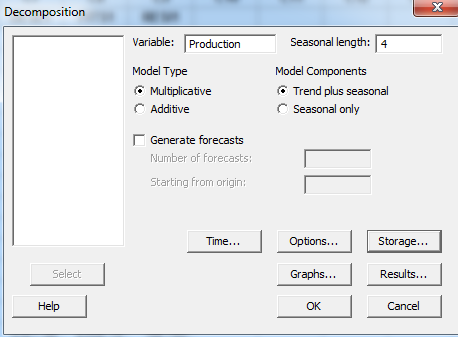 Decomposition
Variable: Production Seasonal length: 4
Model Type Model Components
Multiplicative Trend plus seasonal
Additive Seasonal only
Generate forecasts
Number of forecasts:
Starting from origin:
Time... Options... Storage...
Select Graphs... Results...
Help OK Cancel